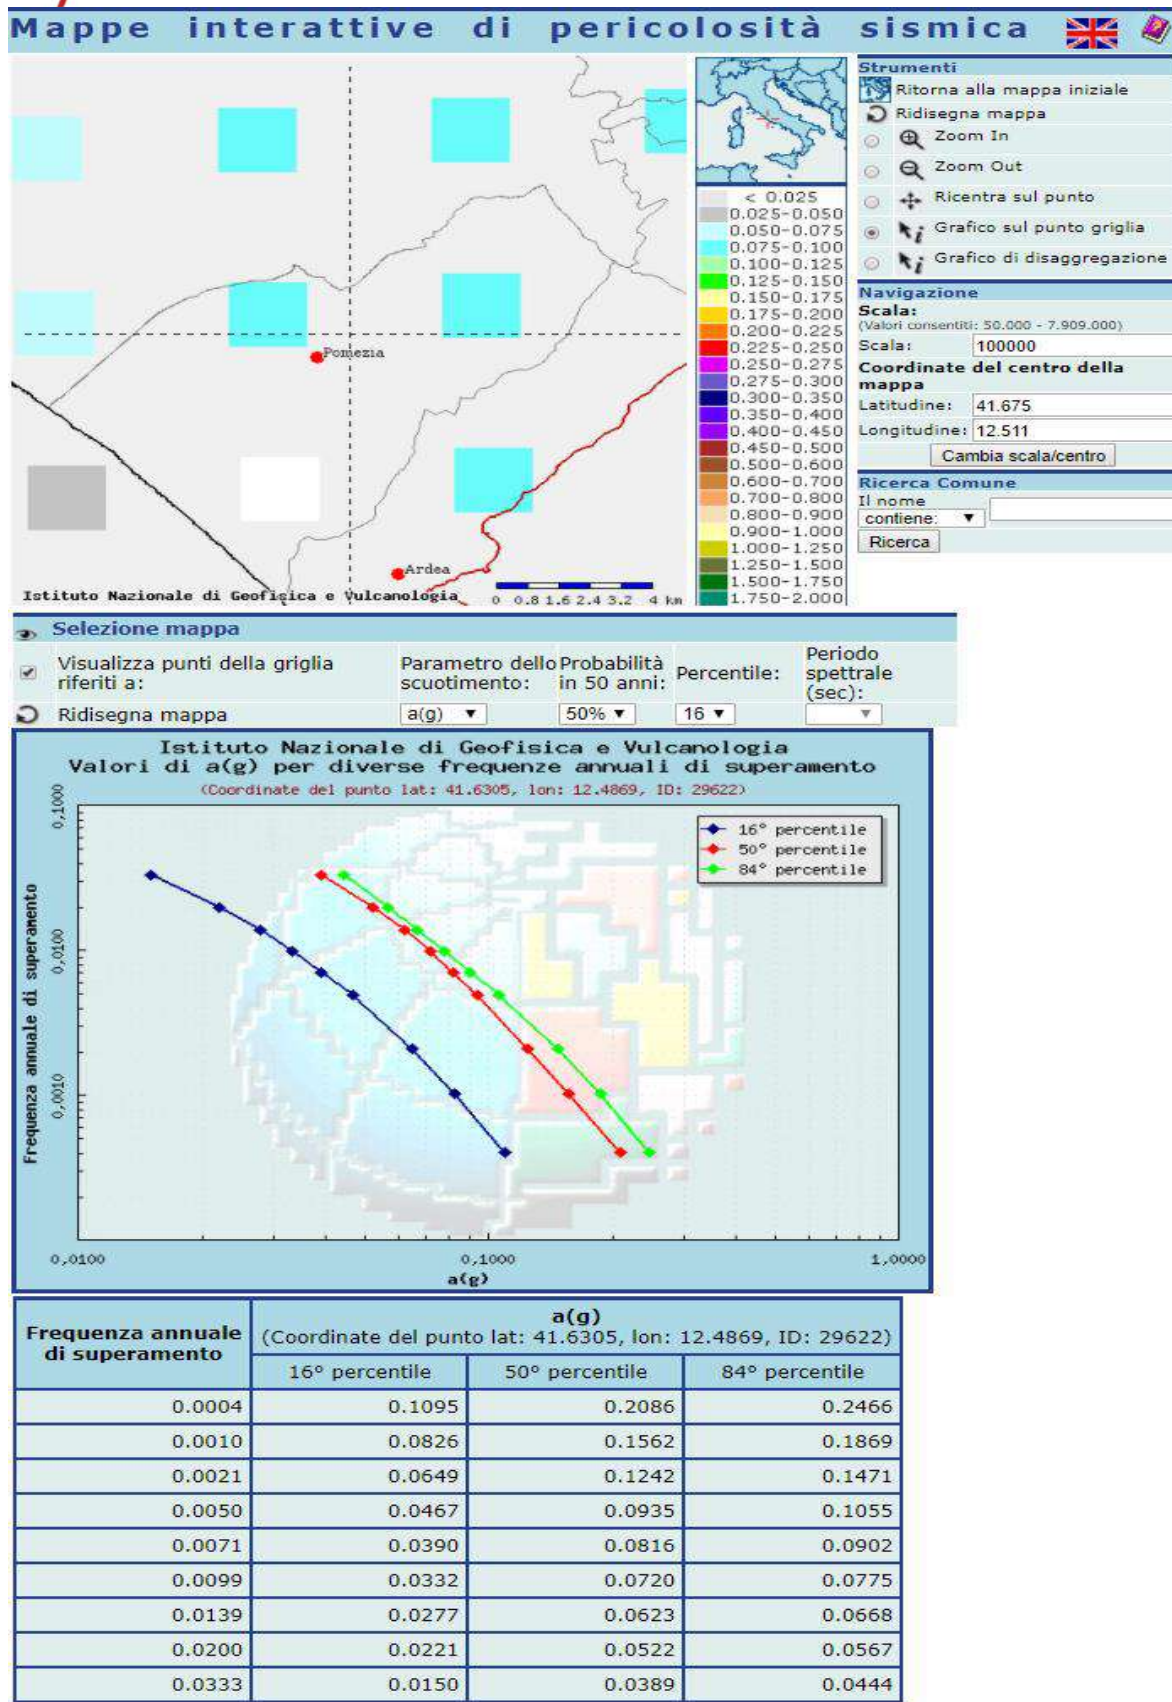 Mappe interattive di pericolosità sismica
Pomezia
Ardea
Istituto Nazionale di Geofisica e Vulcanologia
0 0.8 1.6 2.4 3.2 4 km
< 0.025
0.025-0.050
0.050-0.075
0.075-0.100
0.100-0.125
0.125-0.150
0.150-0.175
0.175-0.200
0.200-0.225
0.225-0.250
0.250-0.275
0.275-0.300
0.300-0.350
0.350-0.400
0.400-0.450
0.450-0.500
0.500-0.600
0.600-0.700
0.700-0.800
0.800-0.900
0.900-1.000
1.000-1.250
1.250-1.500
1.500-1.750
1.750-2.000
Strumenti
Ritorna alla mappa iniziale
Ridisegna mappa
Zoom In
Zoom Out
Ricentra sul punto
Grafico sul punto griglia
Grafico di disaggregazione
Navigazione
Scala:
(Valori consentiti: 50.000 - 7.909.000)
Scala: 100000
Coordinate del centro della
mappa
Latitudine: 41.675
Longitudine: 12.511
Cambia scala/centro
Ricerca Comune
Il nome
contiene:
Ricerca
Selezione mappa
Visualizza punti della griglia
riferiti a:
Parametro dello
scuotimento:
Probabilità
in 50 anni:
Percentile:
Periodo
spettrale
(sec):
Ridisegna mappa a(g) 50% 16
Istituto Nazionale di Geofisica e Vulcanologia
Valori di a(g) per diverse frequenze annuali di superamento
(Coordinate del punto lat: 41.6305, lon: 12.4869, ID: 29622)
16° percentile
50° percentile
84° percentile
Frequenza annuale di superamento
0,1000
0,0100
0,0010
0,0100 0,1000 1,0000
a(g)
Frequenza annuale
di superamento
a(g)
(Coordinate del punto lat: 41.6305, lon: 12.4869, ID: 29622)
16° percentile 50° percentile 84° percentile
0.0004 0.1095 0.2086 0.2466
0.0010 0.0826 0.1562 0.1869
0.0021 0.0649 0.1242 0.1471
0.0050 0.0467 0.0935 0.1055
0.0071 0.0390 0.0816 0.0902
0.0099 0.0332 0.0720 0.0775
0.0139 0.0277 0.0623 0.0668
0.0200 0.0221 0.0522 0.0567
0.0333 0.0150 0.0389 0.0444